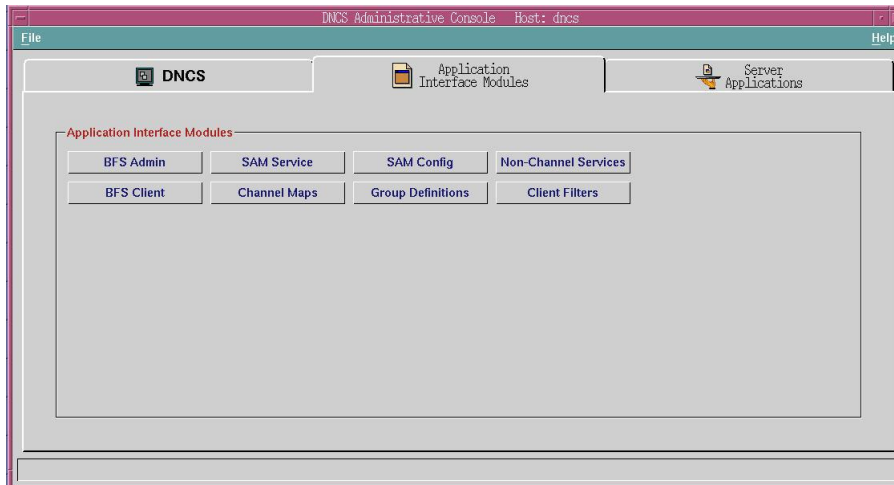 DNCS Administrative Console Host: dncs
File Help
DNCS
Application
Interface Modules
Server
Applications
Application Interface Modules
BFS Admin SAM Service SAM Config Non-Channel Services
BFS Client Channel Maps Group Definitions Client Filters